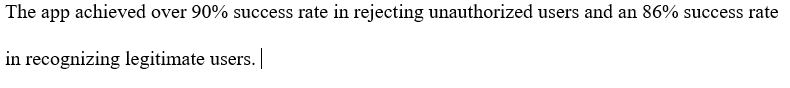 The app achieved over 90% success rate in rejecting unauthorized users and an 86% success rate
in recognizing legitimate users.